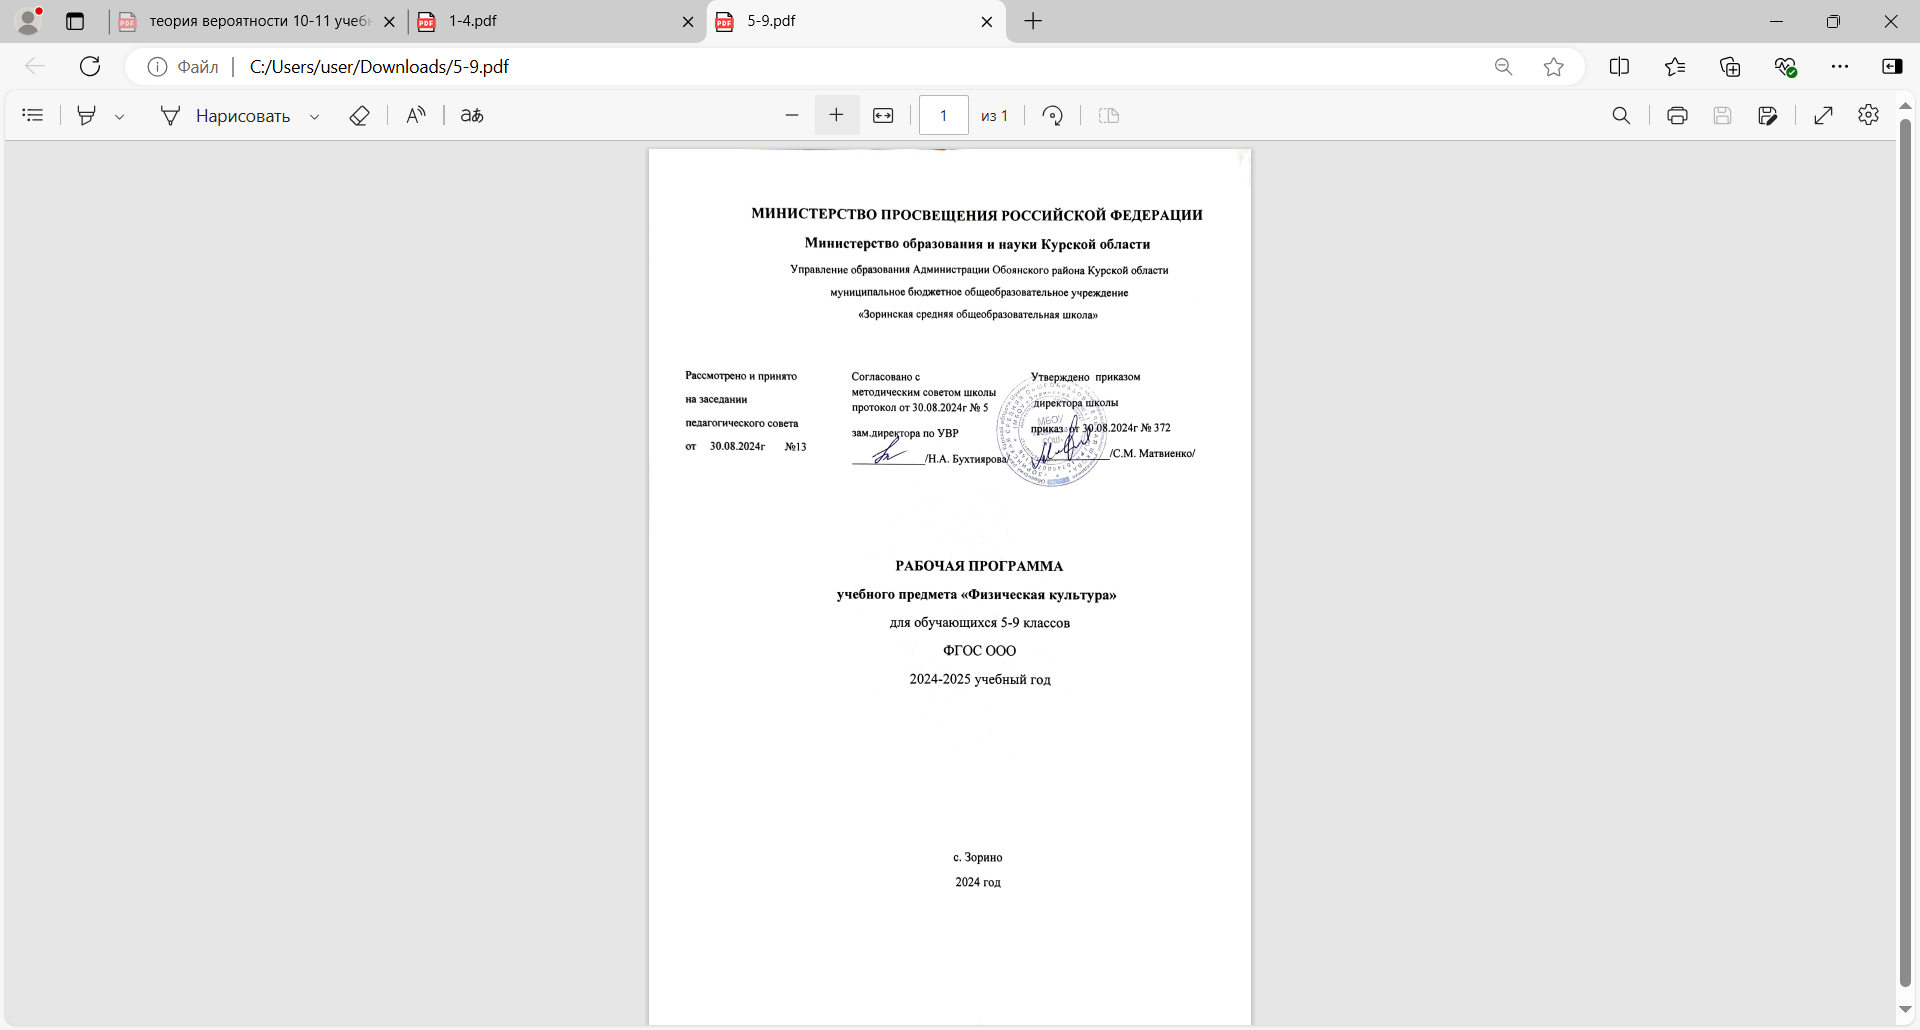 теория вероятности 10-11 учеб
1-4.pdf
5-9.pdf
Файл
C:/Users/user/Downloads/5-9.pdf
Нарисовать
1
из 1
МИНИСТЕРСТВО ПРОСВЕЩЕНИЯ РОССИЙСКОЙ ФЕДЕРАЦИИ
Министерство образования и науки Курской области
Управление образования Администрации Обоянского района Курской области
муниципальное бюджетное общеобразовательное учреждение
«Зоринская средняя общеобразовательная школа»
Рассмотрено и принято
на заседании
педагогического совета
от 30.08.2024г №13
Согласовано с
методическим советом школы
протокол от 30.08.2024г № 5
зам.директора по УВР
/Н.А. Бухтиярова/
Утверждено приказом
директора школы
приказ от 30.08.2024г № 372
/С.М. Матвиенко/
МБОУ
РАБОЧАЯ ПРОГРАММА
учебного предмета «Физическая культура»
для обучающихся 5-9 классов
ФГОС ООО
2024-2025 учебный год
с. Зорино
2024 год